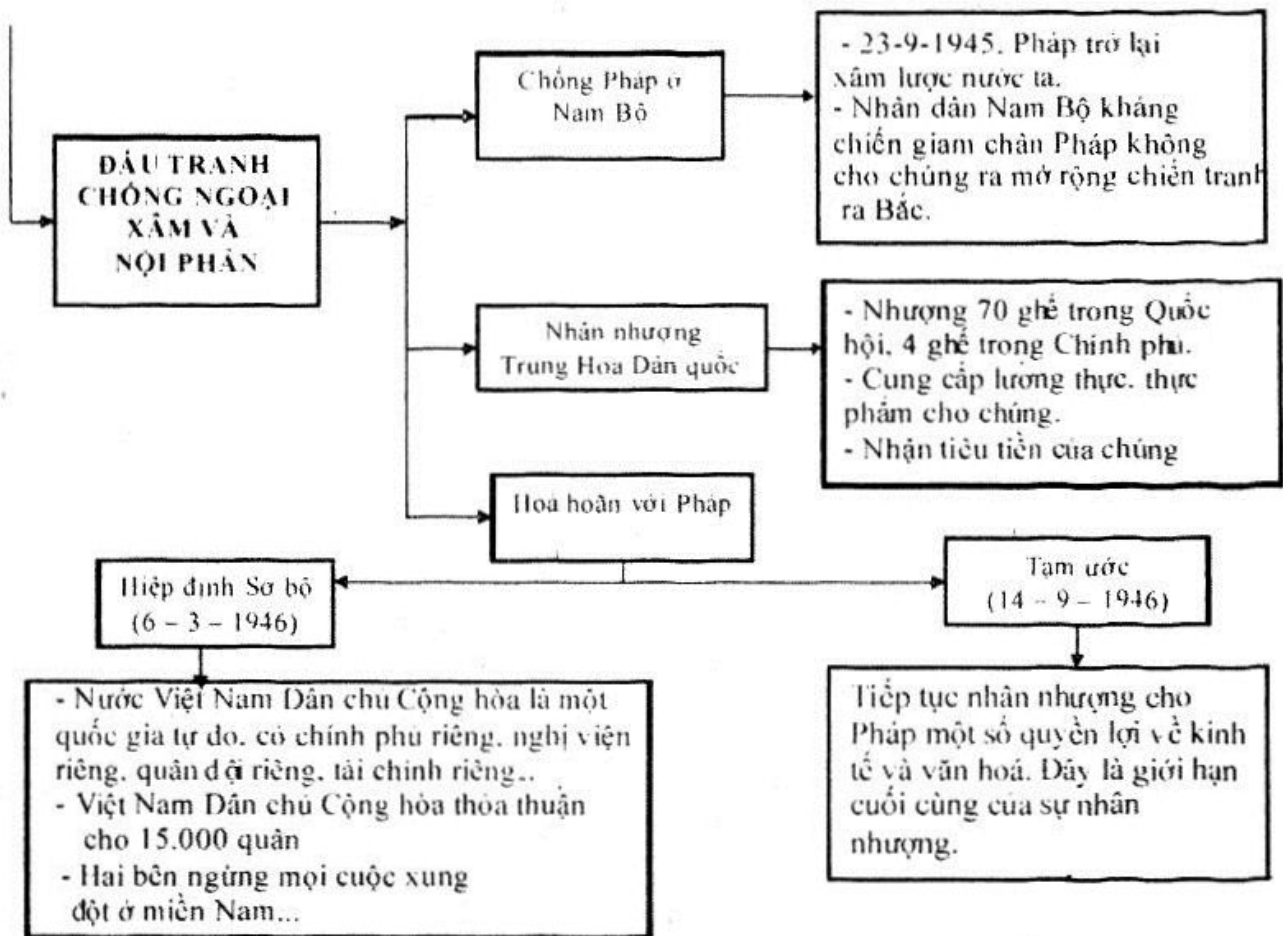 ĐẤU TRANH
CHỐNG NGOẠI
XÂM VÀ
NỘI PHẢN
Chống Pháp ở
Nam Bộ
- 23-9-1945. Pháp trở lại
xâm lược nước ta.
- Nhân dân Nam Bộ kháng
chiến giam chân Pháp không
cho chúng ra mở rộng chiến tranh
ra Bắc.
Nhân nhượng
Trung Hoa Dân quốc
- Nhượng 70 ghế trong Quốc
hội, 4 ghế trong Chính phủ.
- Cung cấp lương thực, thực
phẩm cho chúng.
- Nhận tiêu tiền của chúng
Hoà hoãn với Pháp
Hiệp định Sơ bộ
(6 – 3 – 1946)
Tạm ước
(14 – 9 – 1946)
- Nước Việt Nam Dân chủ Cộng hòa là một
quốc gia tự do, có chính phủ riêng, nghị viện
riêng, quân đội riêng, tài chính riêng..
- Việt Nam Dân chủ Cộng hòa thỏa thuận
cho 15.000 quân
- Hai bên ngừng mọi cuộc xung
đột ở miền Nam...
Tiếp tục nhân nhượng cho
Pháp một số quyền lợi về kinh
tế và văn hoá. Đây là giới hạn
cuối cùng của sự nhân
nhượng.